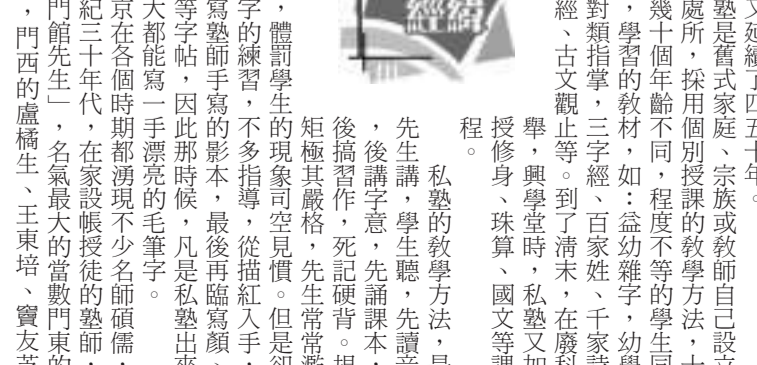 又延續了四五十年。
塾是舊式家庭、宗族或教師自己設立
處所，採用個別授課的教學方法，十
幾十個年齡不同，程度不等的學生同
，學習的教材，如：益幼雜字，幼學
對類指掌，三字經、百家姓、千家詩
經、古文觀止等。到了清末，在廢科
舉，興學堂時，私塾又如
授修身、珠算、國文等課
程。
私塾的教學方法，是
先生講，學生聽，先讀音
，後講字意，先誦課本，
後搞習作，死記硬背。規
矩極其嚴格，先生常常濫
，體罰學生的現象司空見慣。但是卻
字的練習，不多指導，從描紅入手，
寫塾師手寫的影本，最後再臨寫顏、
等字帖，因此那時候，凡是私塾出來
大都能寫一手漂亮的毛筆字。
京在各個時期都湧現不少名師碩儒，
紀三十年代，在家設帳授徒的塾師，
門館先生」，名氣最大的當數門東的
，門西的盧橘生、王東培、竇友